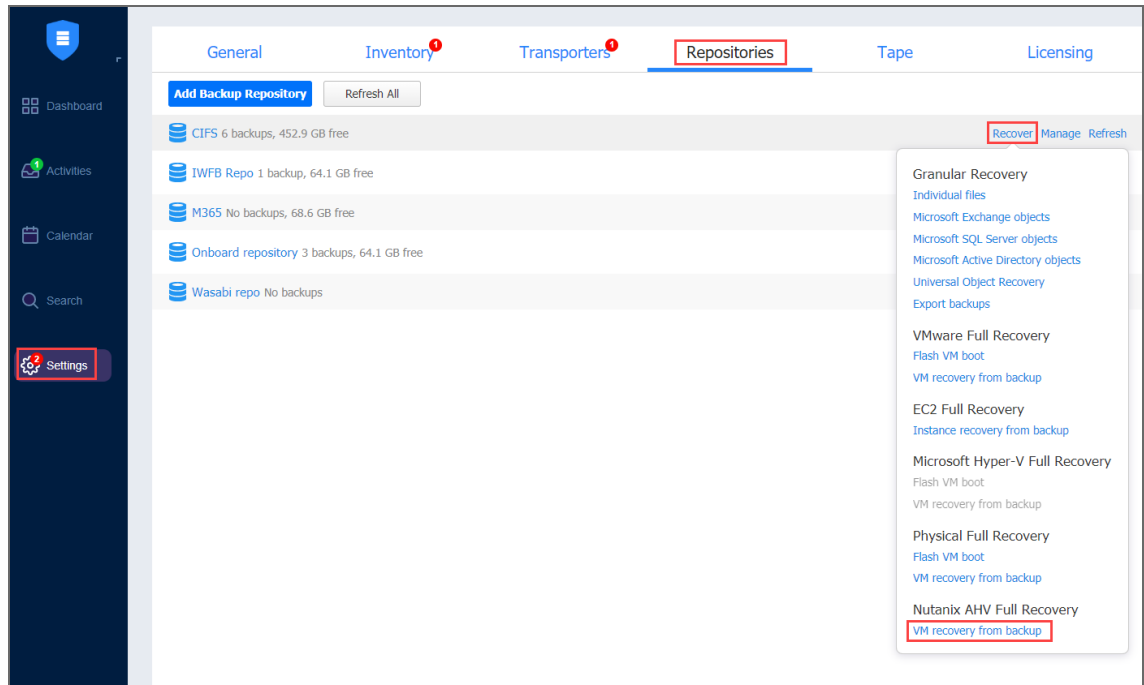 General Inventory 1 Transporters 1 Repositories Tape Licensing
Add Backup Repository Refresh All
Dashboard
CIFS 6 backups, 452.9 GB free Recover Manage Refresh
1 Activities
IWFB Repo 1 backup, 64.1 GB free
M365 No backups, 68.6 GB free
Calendar
Onboard repository 3 backups, 64.1 GB free
Search
Wasabi repo No backups
2 Settings
Granular Recovery
Individual files
Microsoft Exchange objects
Microsoft SQL Server objects
Microsoft Active Directory objects
Universal Object Recovery
Export backups
VMware Full Recovery
Flash VM boot
VM recovery from backup
EC2 Full Recovery
Instance recovery from backup
Microsoft Hyper-V Full Recovery
Flash VM boot
VM recovery from backup
Physical Full Recovery
Flash VM boot
VM recovery from backup
Nutanix AHV Full Recovery
VM recovery from backup